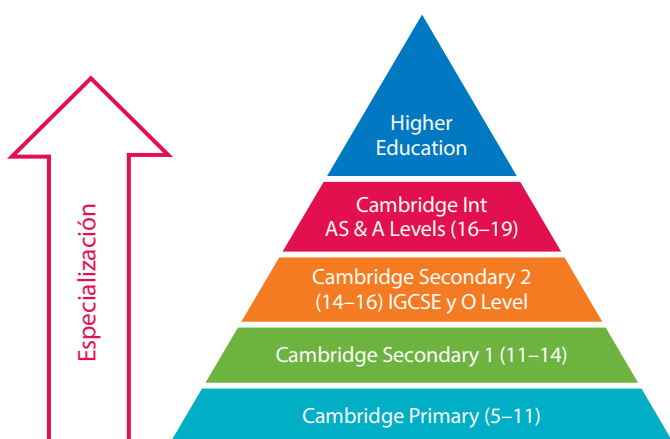 Especialización
Higher
Education
Cambridge Int
AS & A Levels (16–19)
Cambridge Secondary 2
(14–16) IGCSE y O Level
Cambridge Secondary 1 (11–14)
Cambridge Primary (5–11)